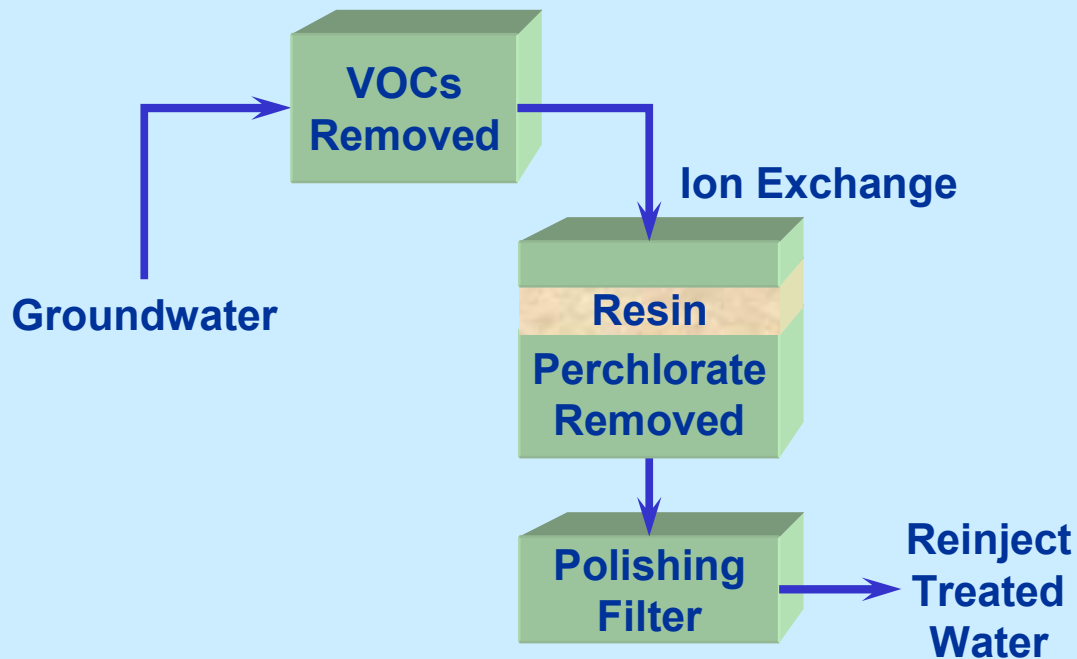 VOCs
Removed
Ion Exchange
Groundwater
Resin
Perchlorate
Removed
Polishing
Filter
Reinject
Treated
Water